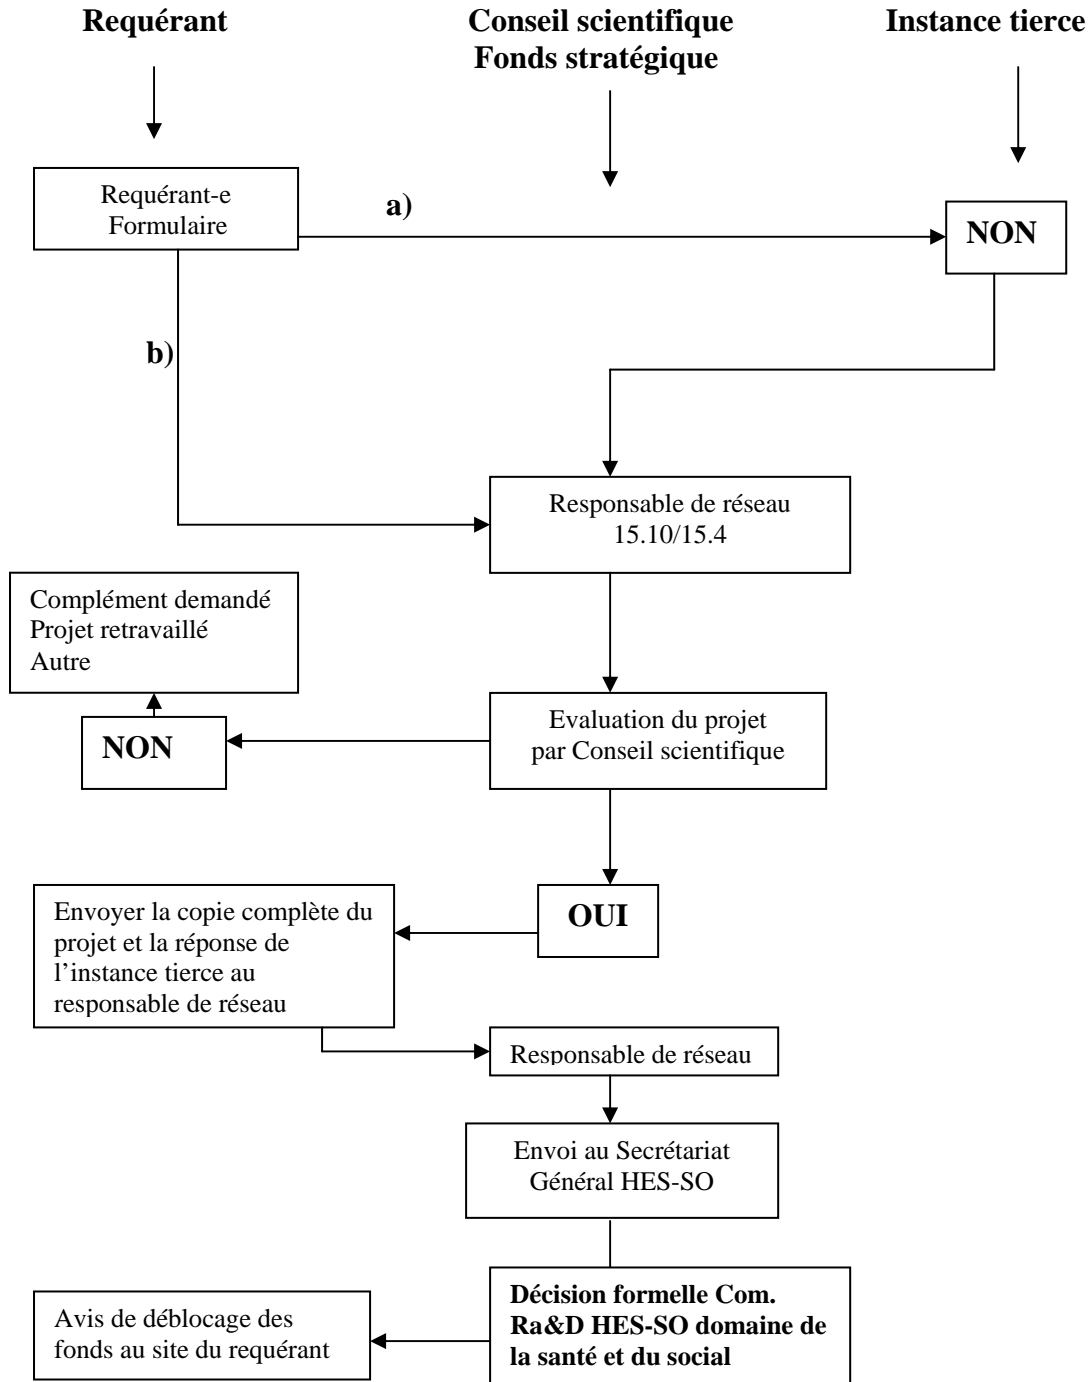 Requérant
Conseil scientifique
Fonds stratégique
Instance tierce
Requérant-e
Formulaire
a)
NON
b)
Responsable de réseau
15.10/15.4
Complément demandé
Projet retravaillé
Autre
NON
Evaluation du projet
par Conseil scientifique
OUI
Envoyer la copie complète du
projet et la réponse de
l’instance tierce au
responsable de réseau
Responsable de réseau
Envoi au Secrétariat
Général HES-SO
Décision formelle Com.
Ra&D HES-SO domaine de
la santé et du social
Avis de déblocage des
fonds au site du requérant